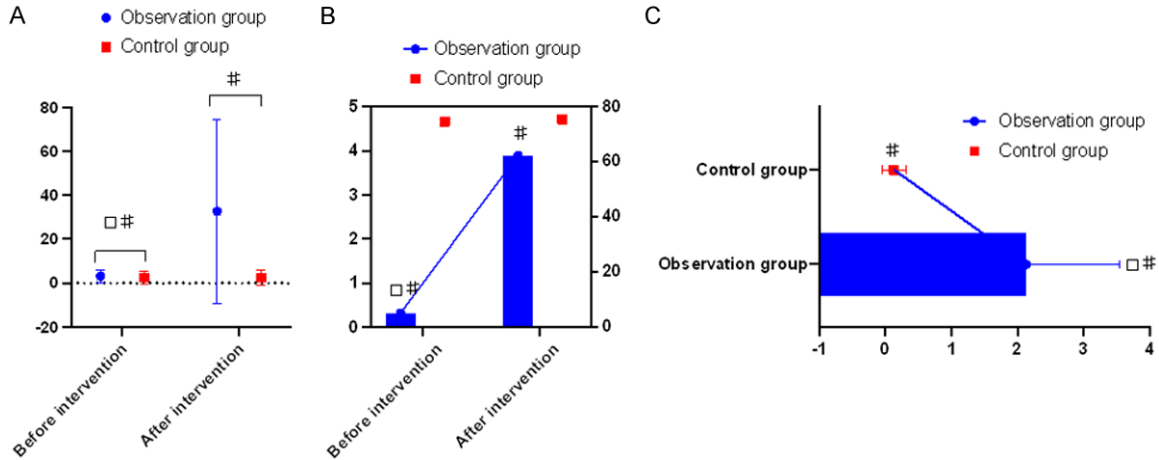 A
Observation group
Control group
#
80
60
40
20
0
-20
□ #
Before intervention
After intervention
B
Observation group
Control group
5
4
3
2
1
0
80
60
40
20
0
#
□ #
Before intervention
After intervention
C
Observation group
Control group
#
Control group
Observation group
□ #
-1 0 1 2 3 4